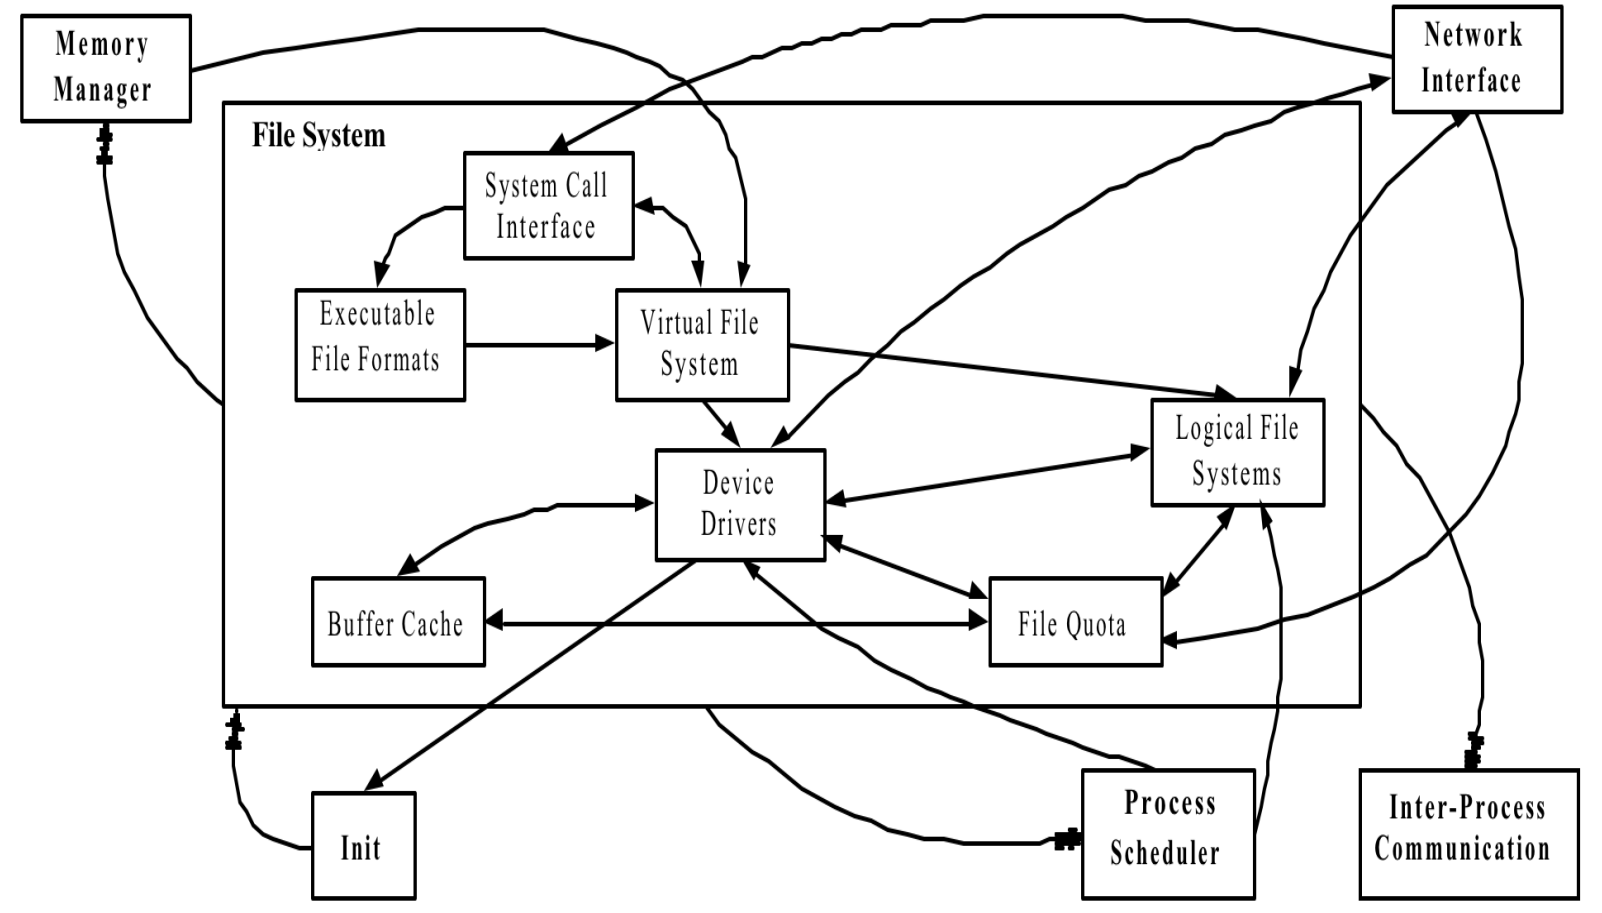 Memory
Manager
Network
Interface
File System
System Call
Interface
Executable
File Formats
Virtual File
System
Logical File
Systems
Device
Drivers
Buffer Cache
File Quota
Init
Process
Scheduler
Inter-Process
Communication